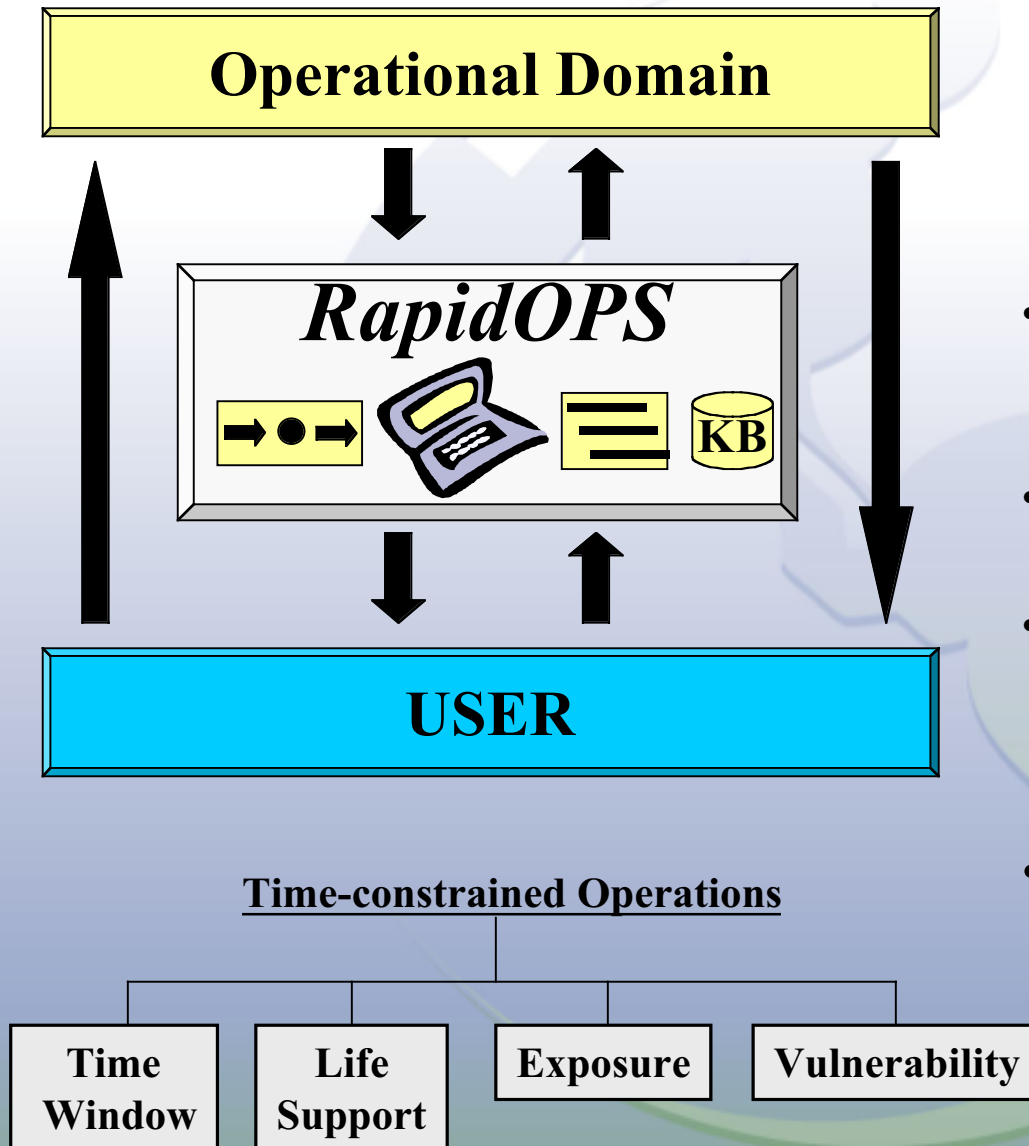 Operational Domain
RapidOPS
KB
USER
Time-constrained Operations
Time
Window
Life
Support
Exposure
Vulnerability